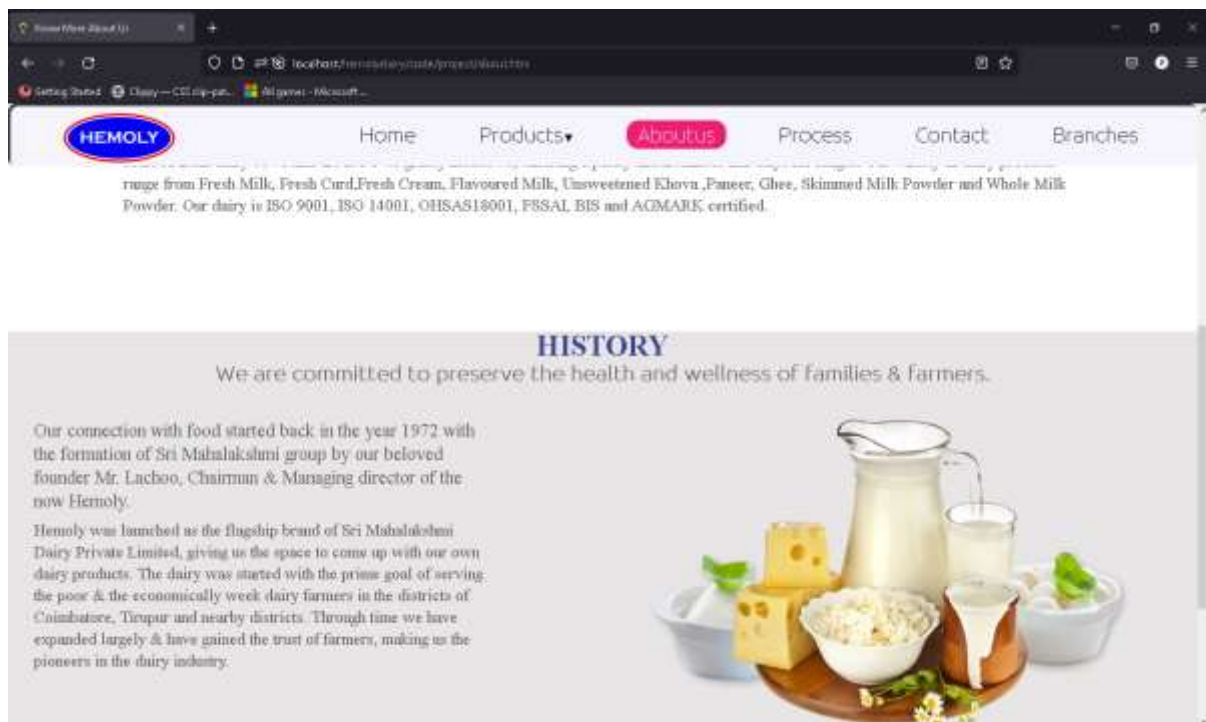 Know More About Us
localhost/
Getting Started
HEMOLY Home Products▾ Aboutus Process Contact Branches
range from Fresh Milk, Fresh Curd,Fresh Cream, Flavoured Milk, Unsweetened Khova ,Paneer, Ghee, Skimmed Milk Powder and Whole Milk
Powder. Our dairy is ISO 9001, ISO 14001, OHSAS18001, FSSAI, BIS and AGMARK certified.
HISTORY
We are committed to preserve the health and wellness of families & farmers.
Our connection with food started back in the year 1972 with
the formation of Sri Mahalakshmi group by our beloved
founder Mr. Lachoo, Chairman & Managing director of the
now Hemoly.
Hemoly was launched as the flagship brand of Sri Mahalakshmi
Dairy Private Limited, giving us the space to come up with our own
dairy products. The dairy was started with the prime goal of serving
the poor & the economically week dairy farmers in the districts of
Coimbatore, Tirupur and nearby districts. Through time we have
expanded largely & have gained the trust of farmers, making us the
pioneers in the dairy industry.